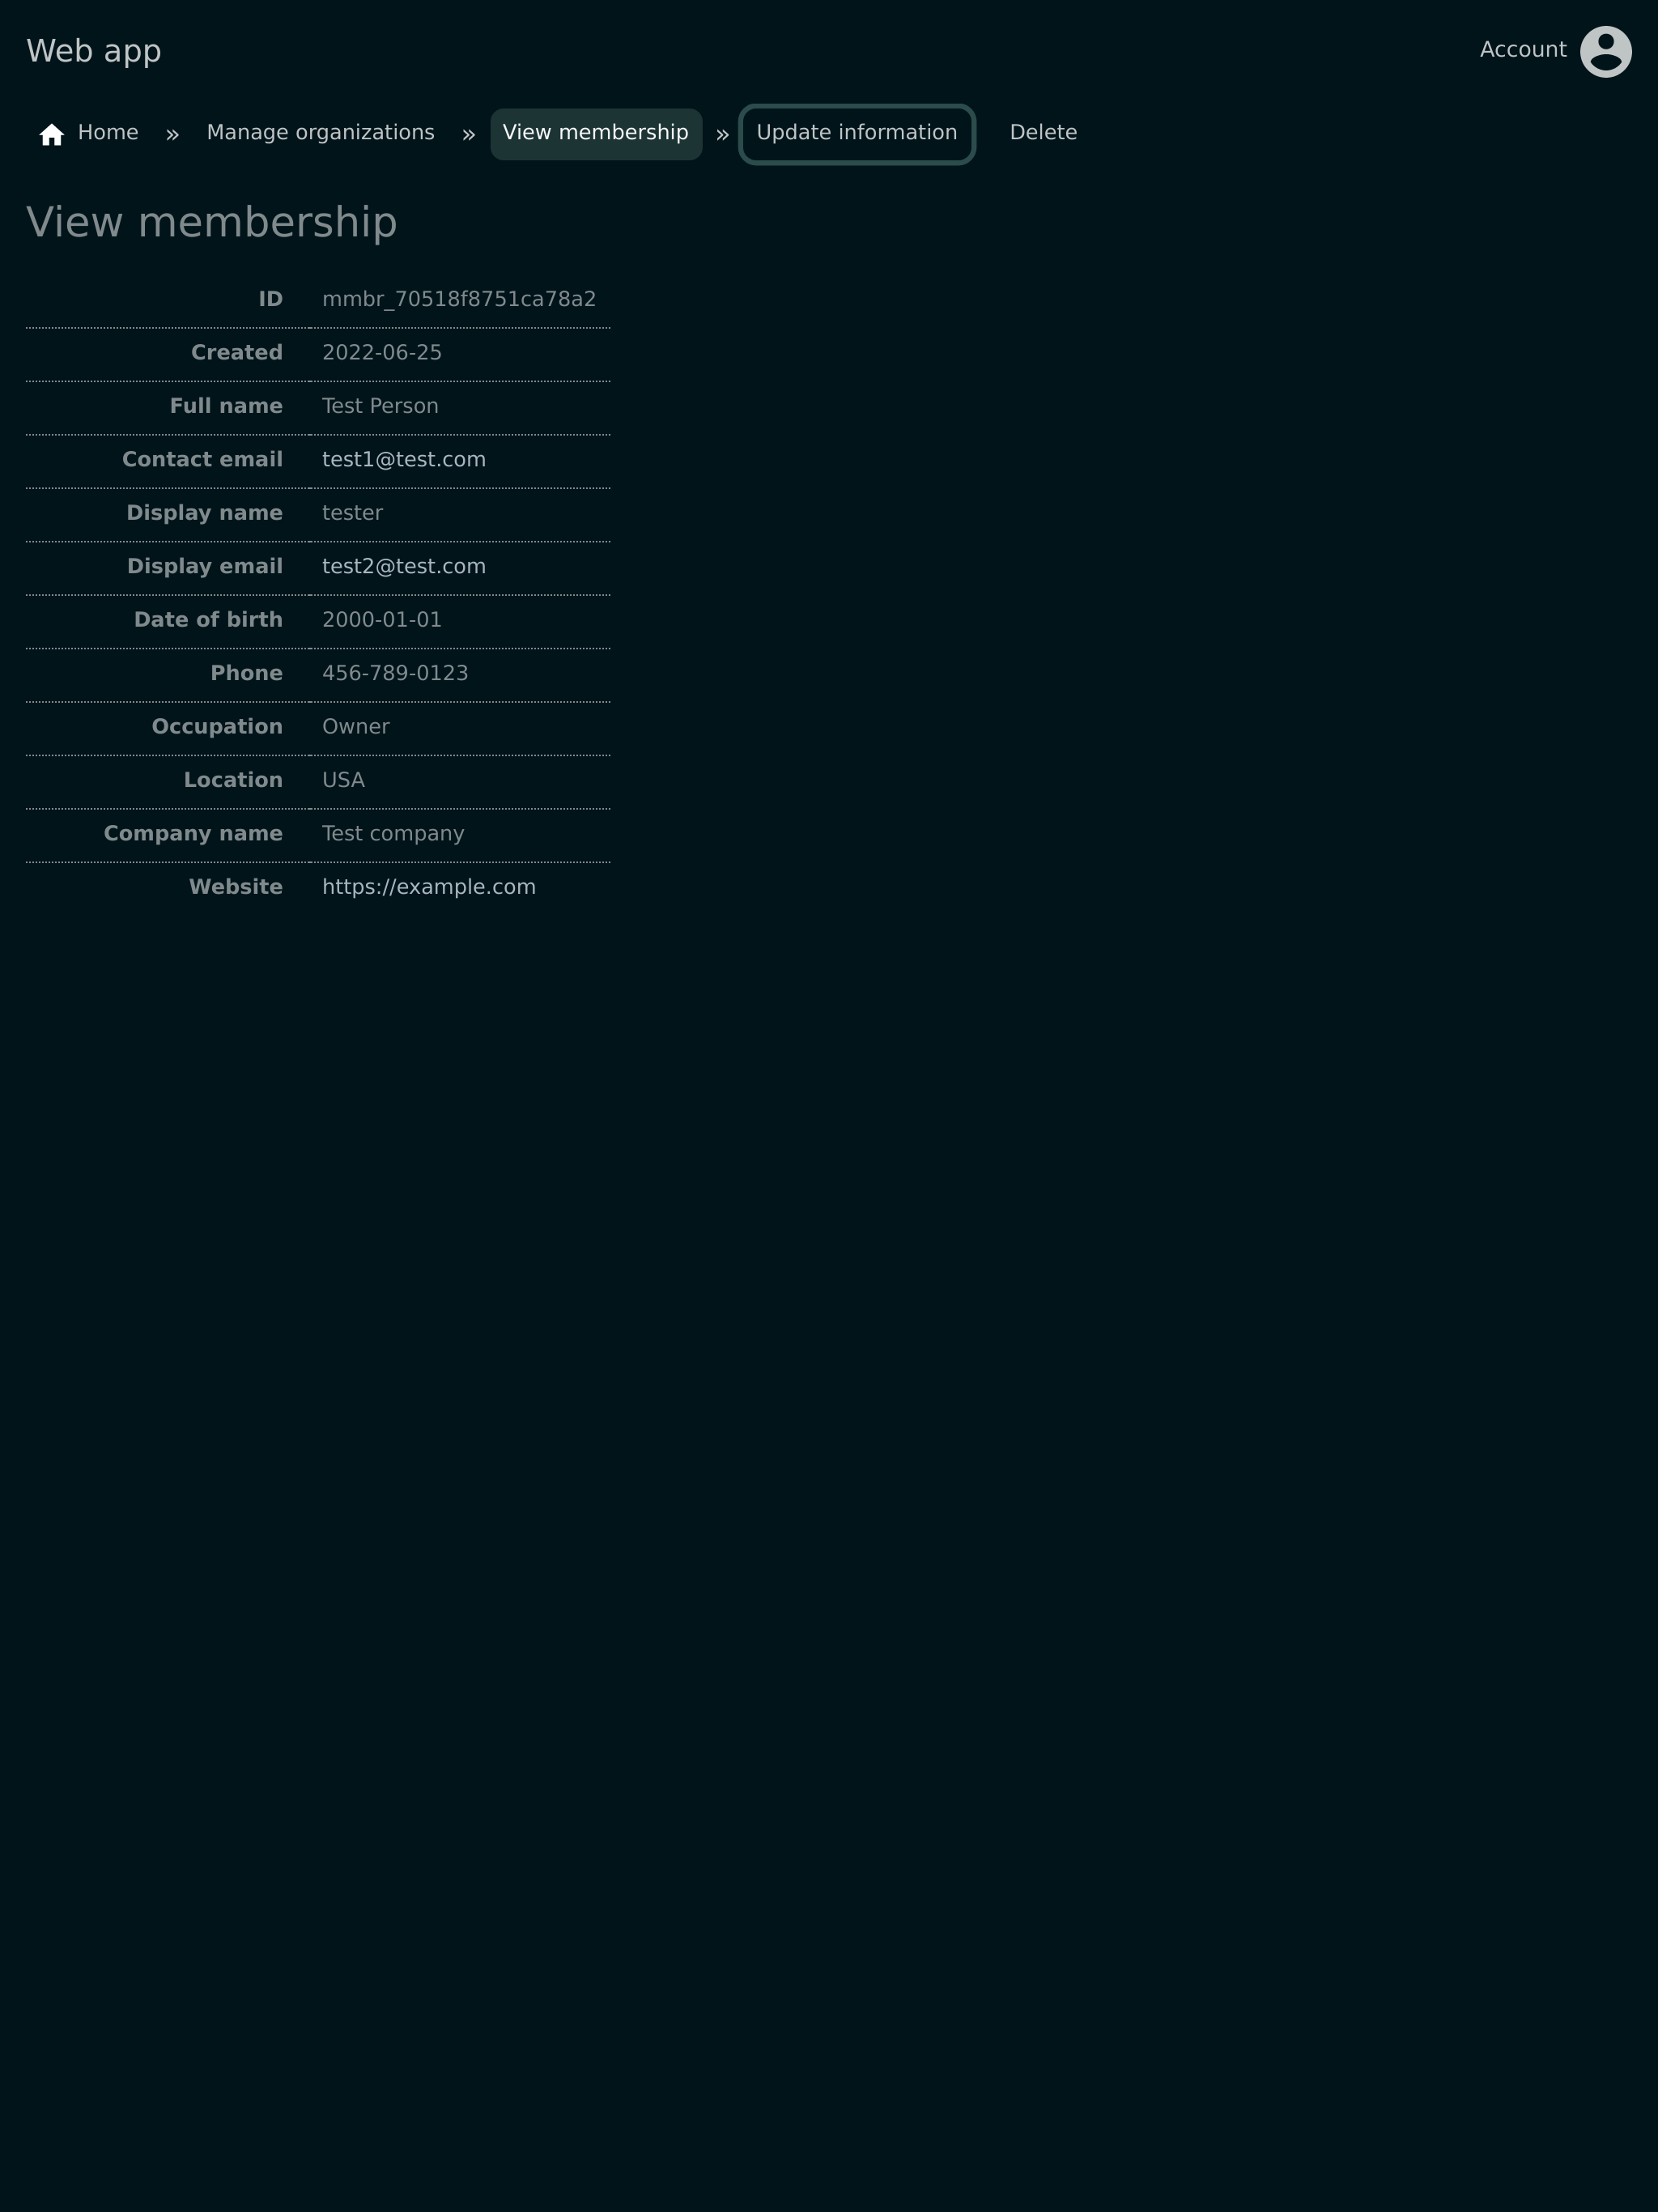 Web app
Account
Home » Manage organizations » View membership » Update information Delete
View membership
ID mmbr_70518f8751ca78a2
Created 2022-06-25
Full name Test Person
Contact email test1@test.com
Display name tester
Display email test2@test.com
Date of birth 2000-01-01
Phone 456-789-0123
Occupation Owner
Location USA
Company name Test company
Website https://example.com